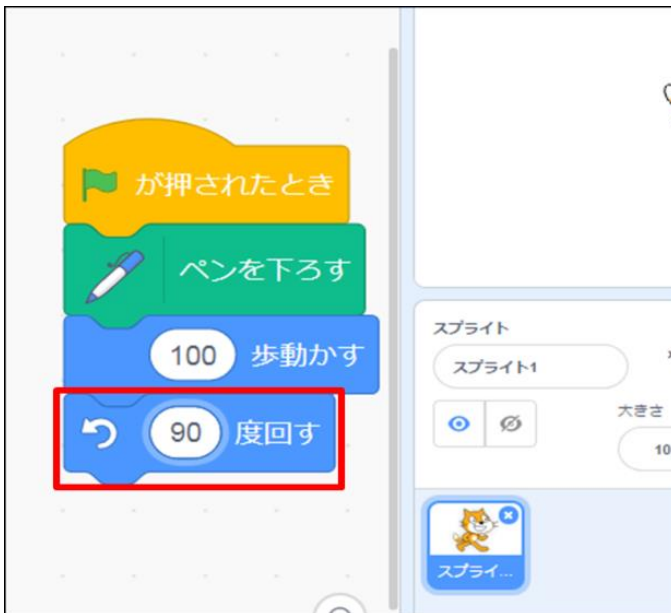 が押されたとき
ペンを下ろす
100 歩動かす
90 度回す
スプライト
スプライト1
大きさ
10
スプライ...